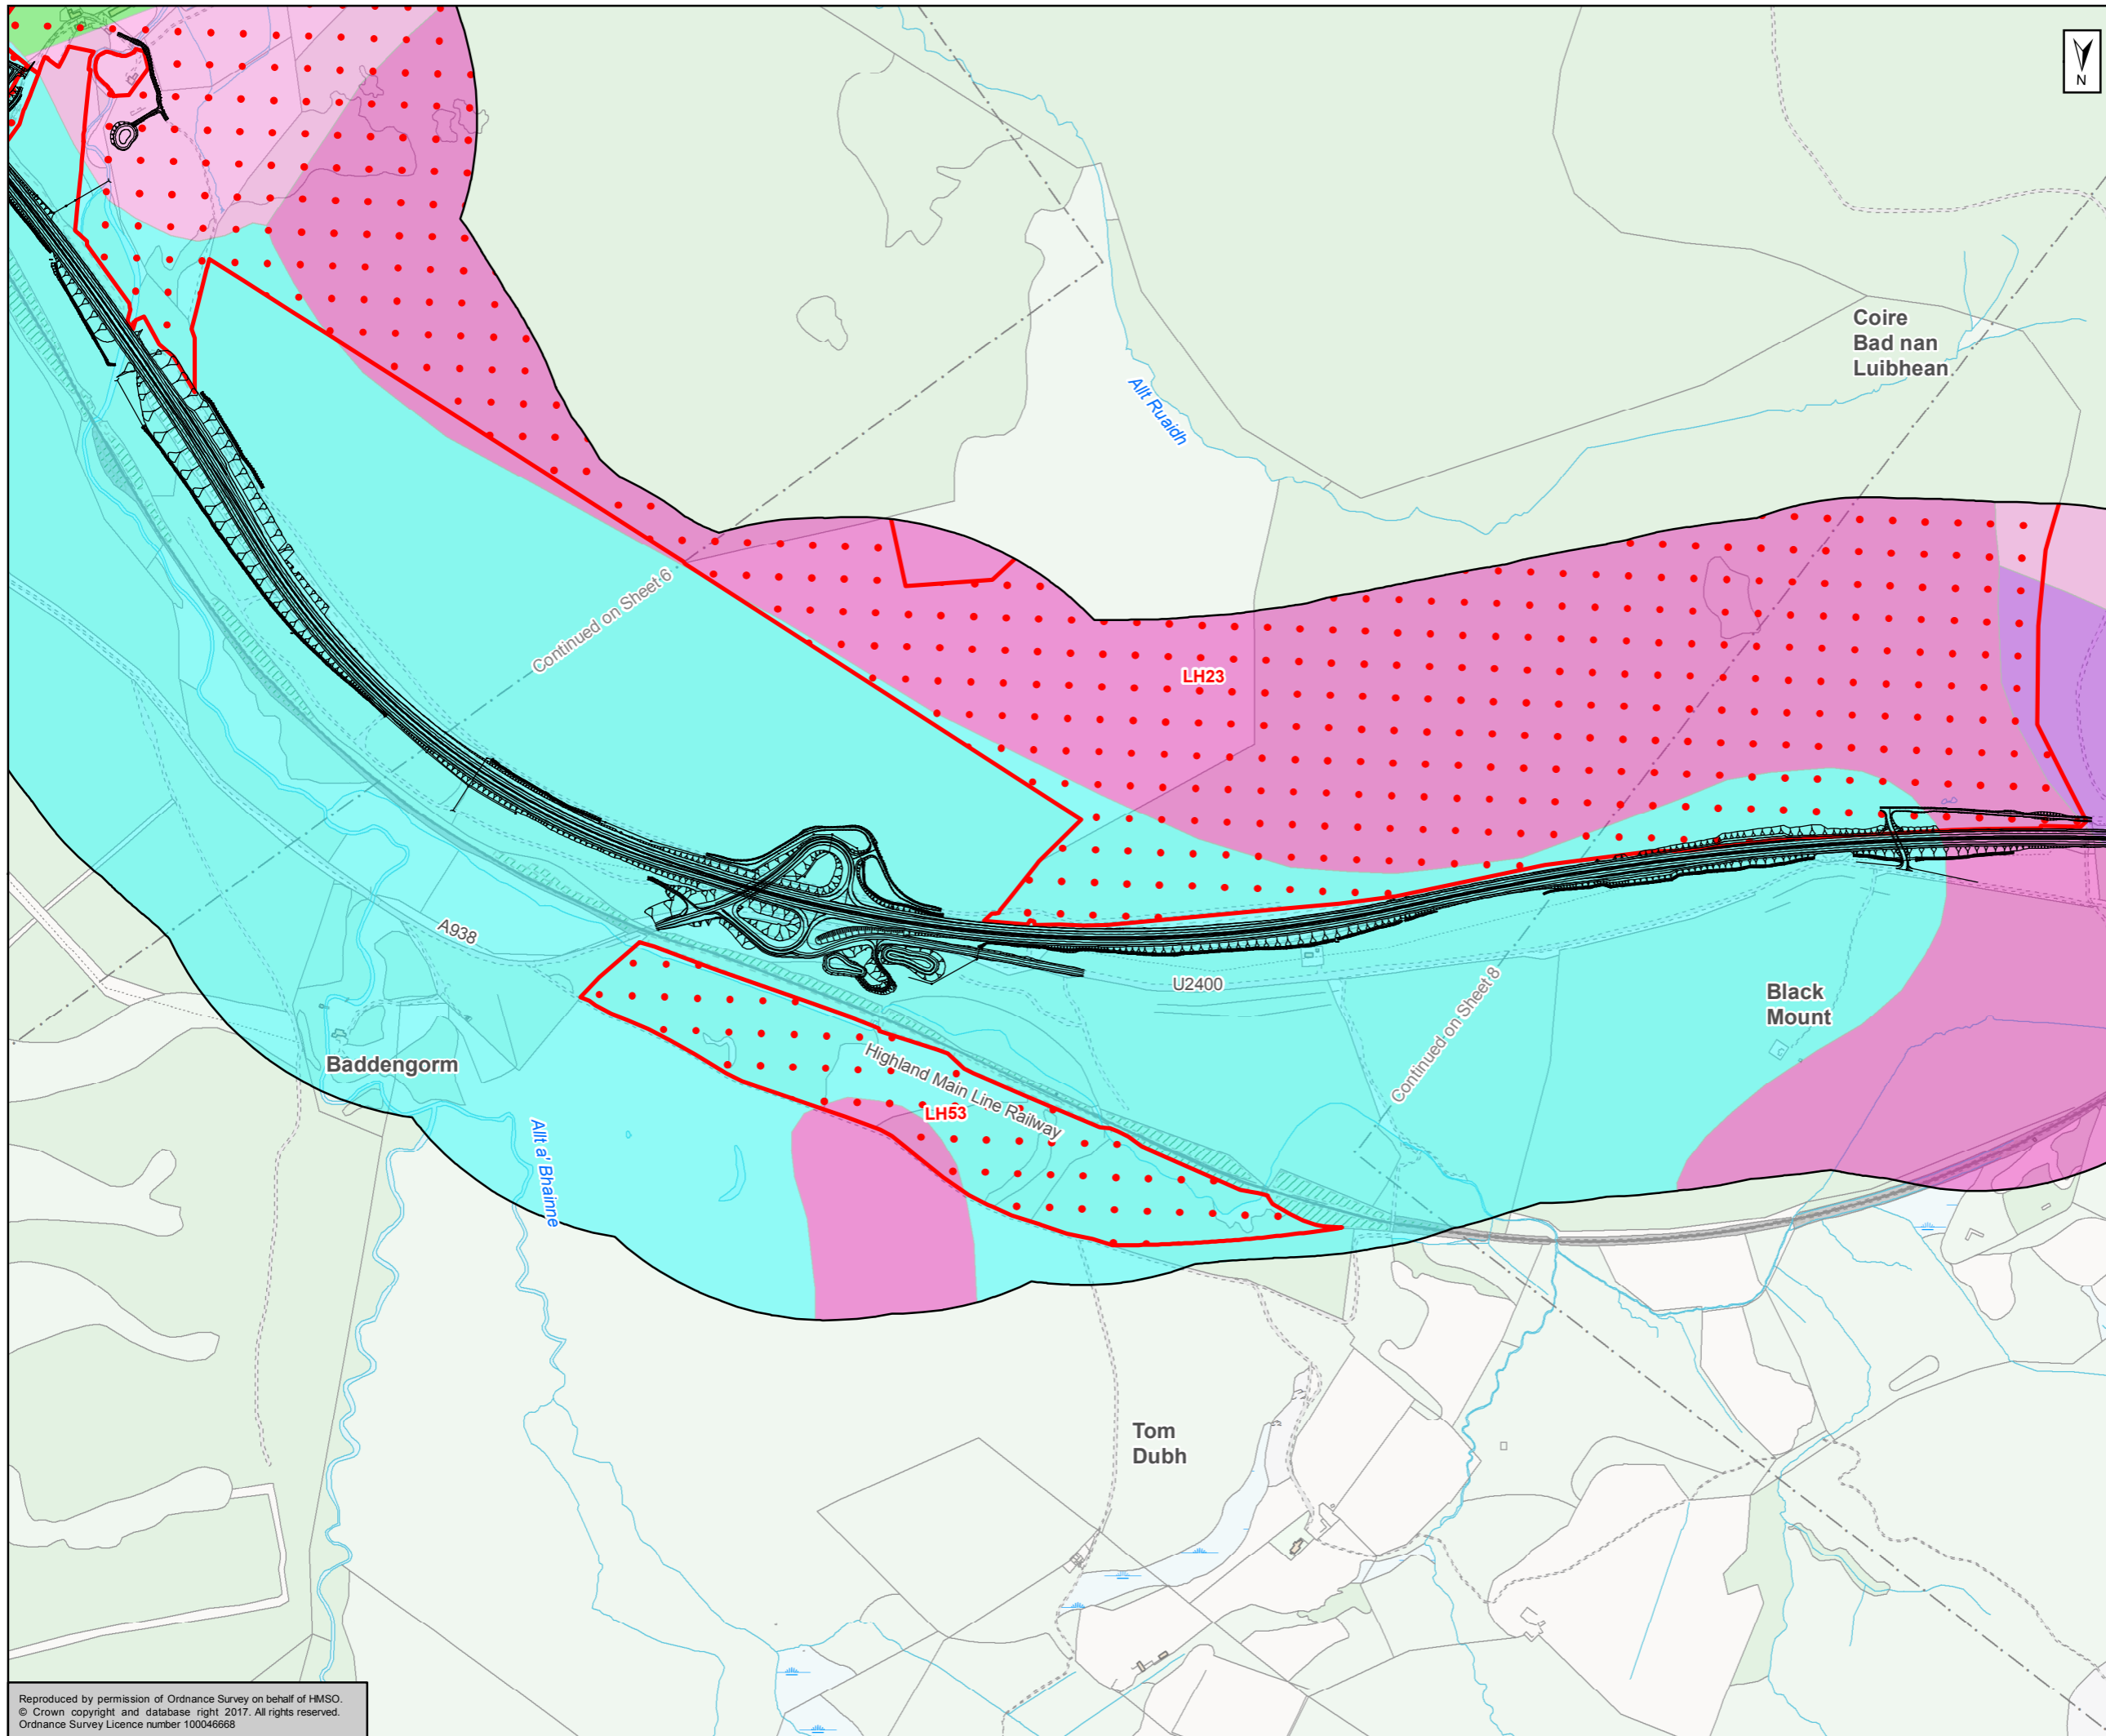 N
Coire
Bad nan
Luibhean
Allt Ruaidh
Continued on Sheet 6
LH23
A938
U2400
Continued on Sheet 8
Black
Mount
Baddengorm
Highland Main Line Railway
LH53
Allt a' Bhainne
Tom
Dubh
Reproduced by permission of Ordnance Survey on behalf of HMSO.
© Crown copyright and database right 2017. All rights reserved.
Ordnance Survey Licence number 100046668